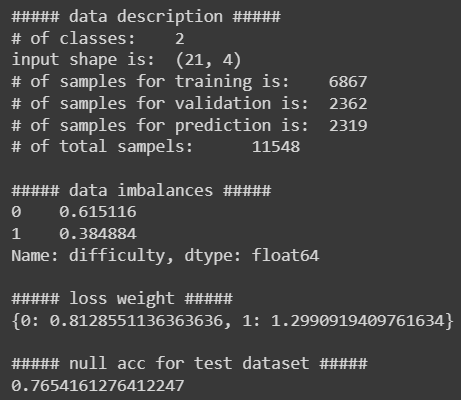 ##### data description #####
# of classes:    2
input shape is:  (21, 4)
# of samples for training is:    6867
# of samples for validation is:  2362
# of samples for prediction is:  2319
# of total sampels:      11548
##### data imbalances #####
0    0.615116
1    0.384884
Name: difficulty, dtype: float64
##### loss weight #####
{0: 0.8128551136363636, 1: 1.2990919409761634}
##### null acc for test dataset #####
0.7654161276412247